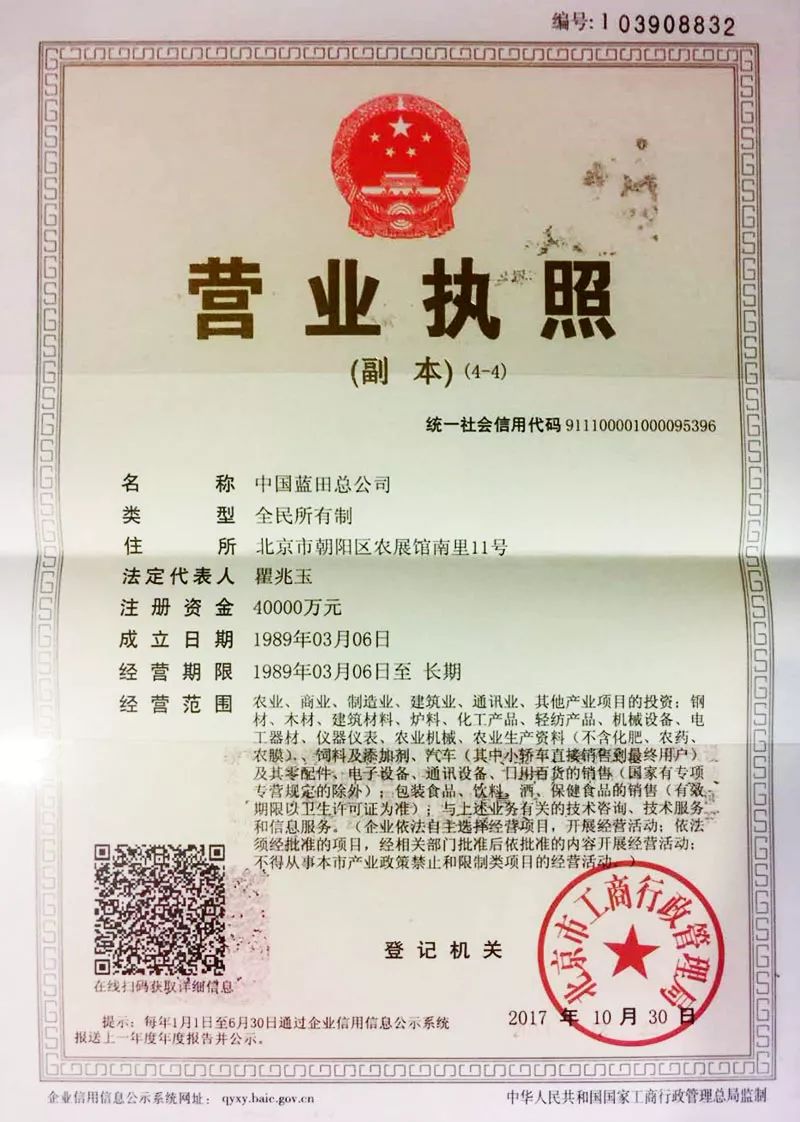 编号:1 03908832
营业执照
(副 本) (4-4)
统一社会信用代码 911100001000095396
名 称 中国蓝田总公司
类 型 全民所有制
住 所 北京市朝阳区农展馆南里11号
法定代表人 瞿兆玉
注册资金 40000万元
成立日期 1989年03月06日
经营期限 1989年03月06日至 长期
经营范围 农业、商业、制造业、建筑业、通讯业、其他产业项目的投资；钢
材、木材、建筑材料、炉料、化工产品、轻纺产品、机械设备、电
工器材、仪器仪表、农业机械、农业生产资料（不含化肥、农药、
农膜）、饲料及添加剂、汽车（其中小轿车直接销售到最终用户）
及其零配件、电子设备、通讯设备、日用百货的销售（国家有专项
专营规定的除外）；包装食品、饮料、酒、保健食品的销售（有效
期限以卫生许可证为准）；与上述业务有关的技术咨询、技术服务
和信息服务。（企业依法自主选择经营项目，开展经营活动；依法
须经批准的项目，经相关部门批准后依批准的内容开展经营活动；
不得从事本市产业政策禁止和限制类项目的经营活动。）
在线扫码获取详细信息
登记机关
北京市工商行政管理局
2017 年 10 月 30 日
提示：每年1月1日至6月30日通过企业信用信息公示系统
报送上一年度年度报告并公示。
企业信用信息公示系统网址： qyxy.baic.gov.cn
中华人民共和国国家工商行政管理总局监制